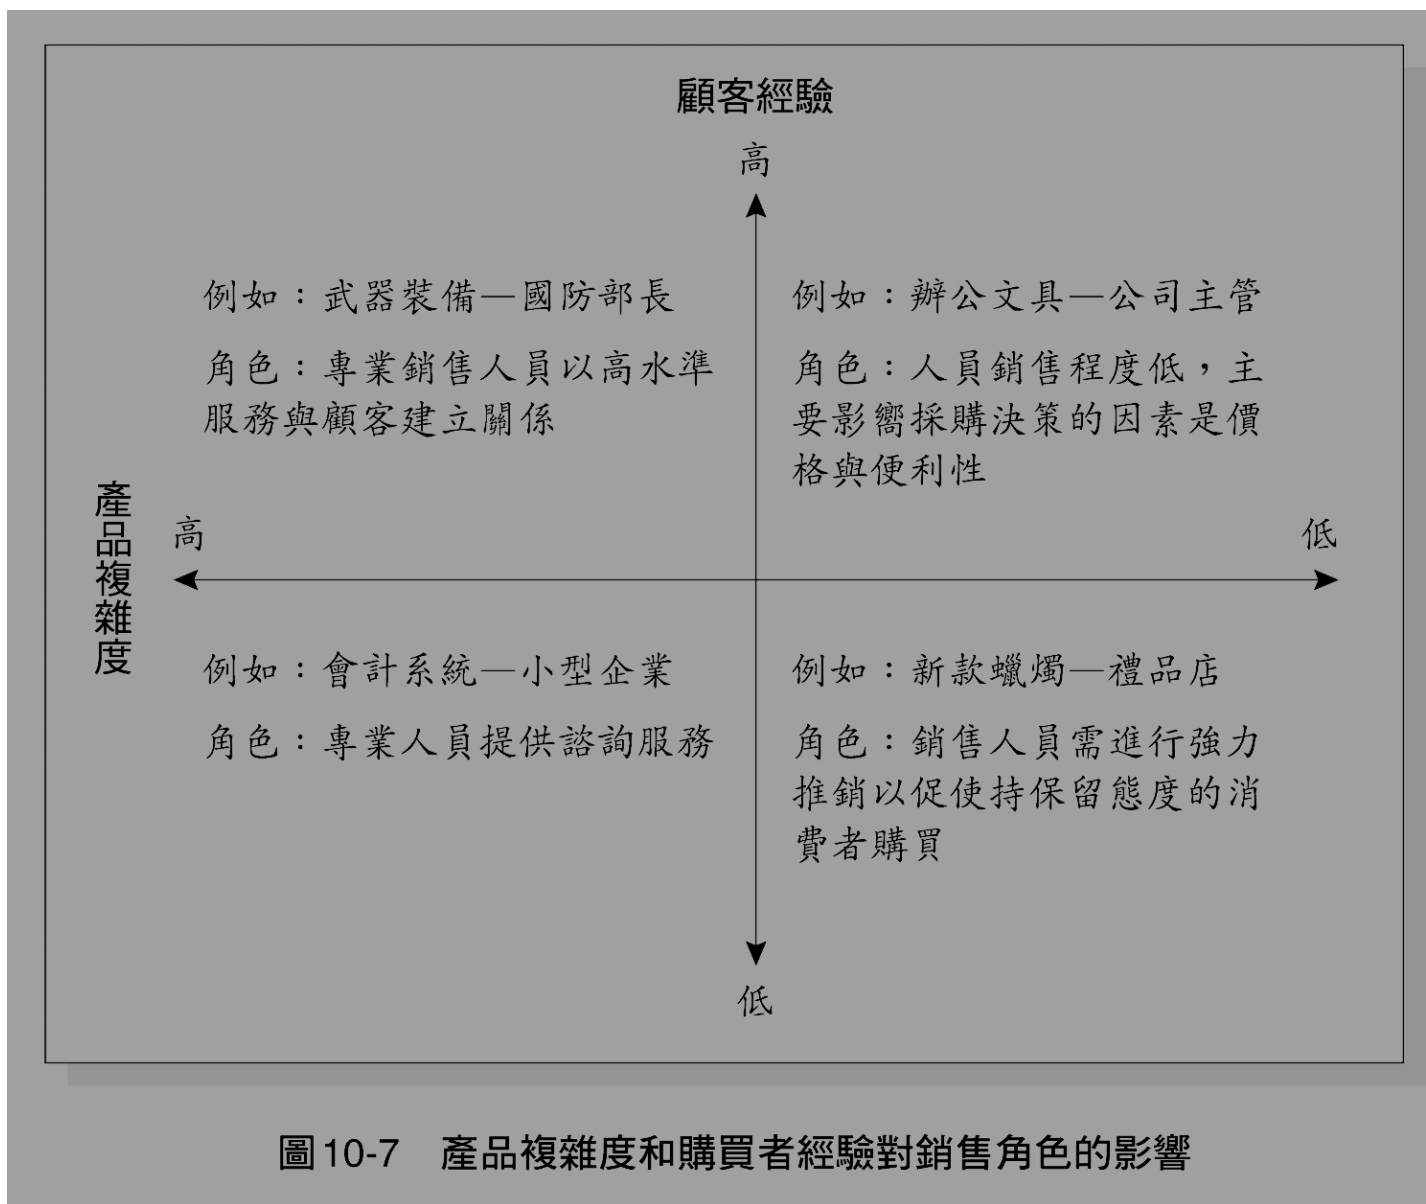 顧客經驗
高
例如：武器裝備—國防部長
角色：專業銷售人員以高水準
服務與顧客建立關係
例如：辦公文具—公司主管
角色：人員銷售程度低，主
要影嚮採購決策的因素是價
格與便利性
產品複雜度
高
低
例如：會計系統—小型企業
角色：專業人員提供諮詢服務
例如：新款蠟燭—禮品店
角色：銷售人員需進行強力
推銷以促使持保留態度的消
費者購買
低
圖10-7 產品複雜度和購買者經驗對銷售角色的影響